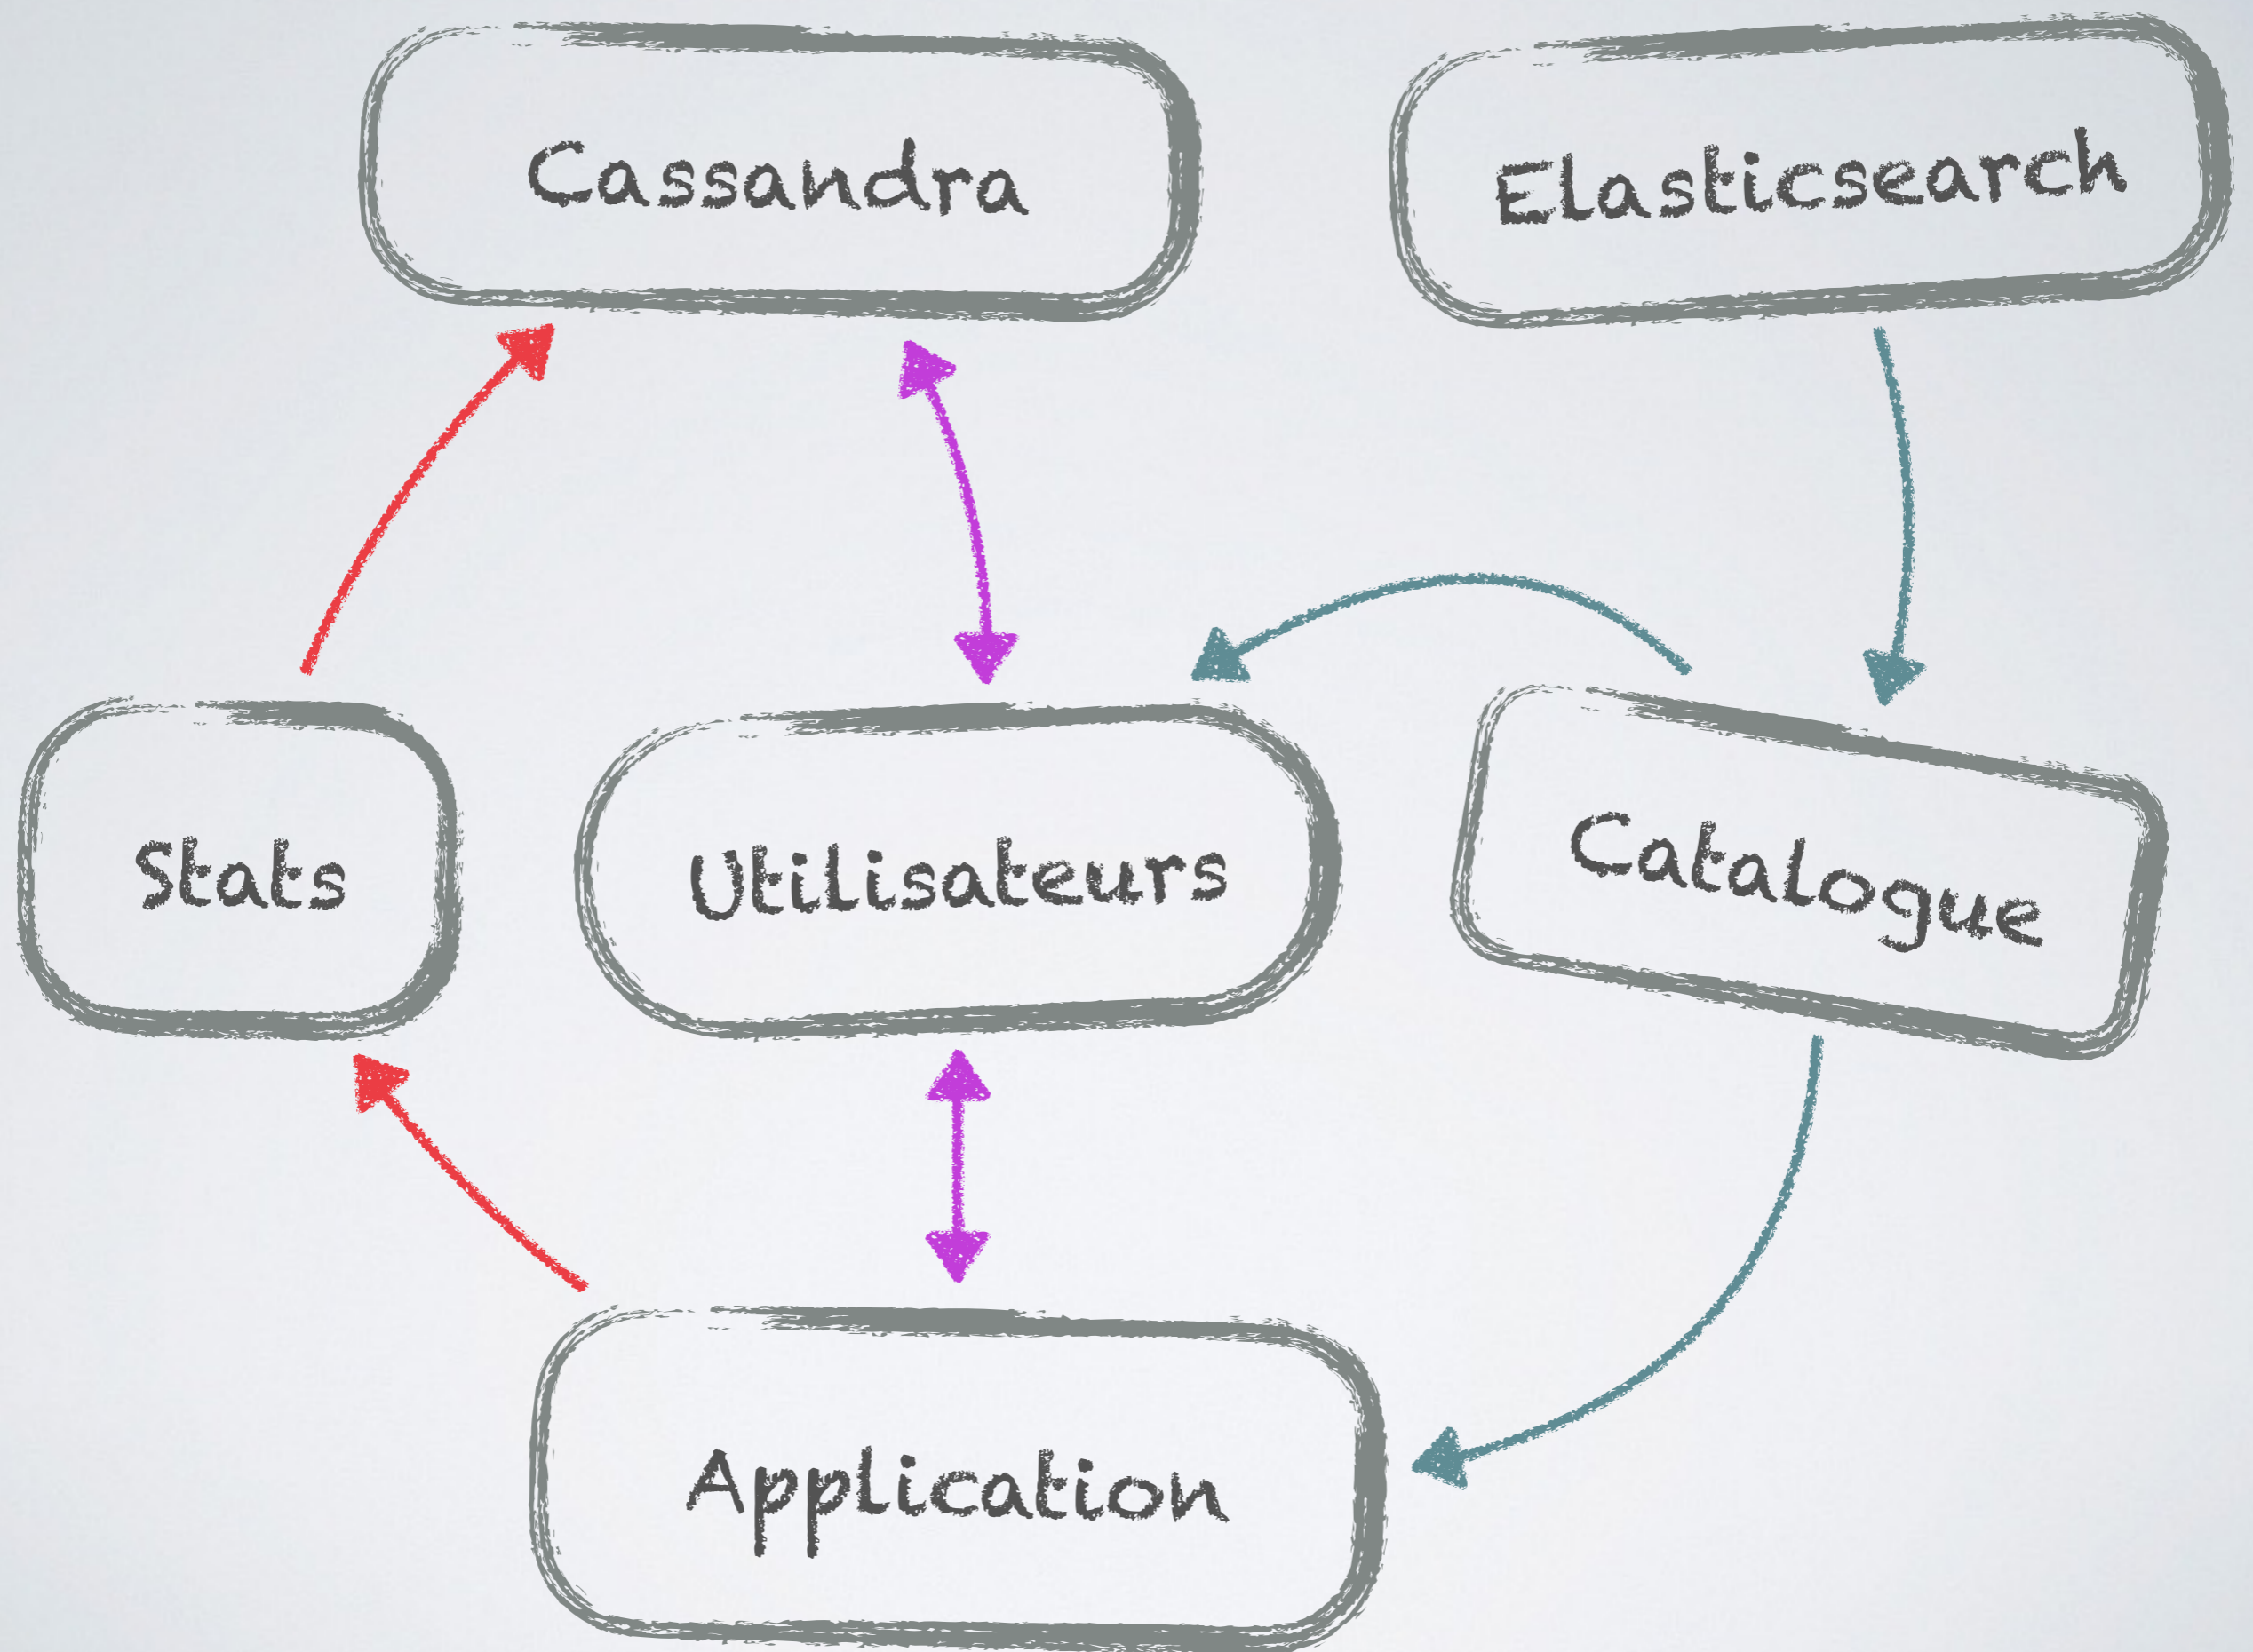 Cassandra
Elasticsearch
Stats
Utilisateurs
Catalogue
Application